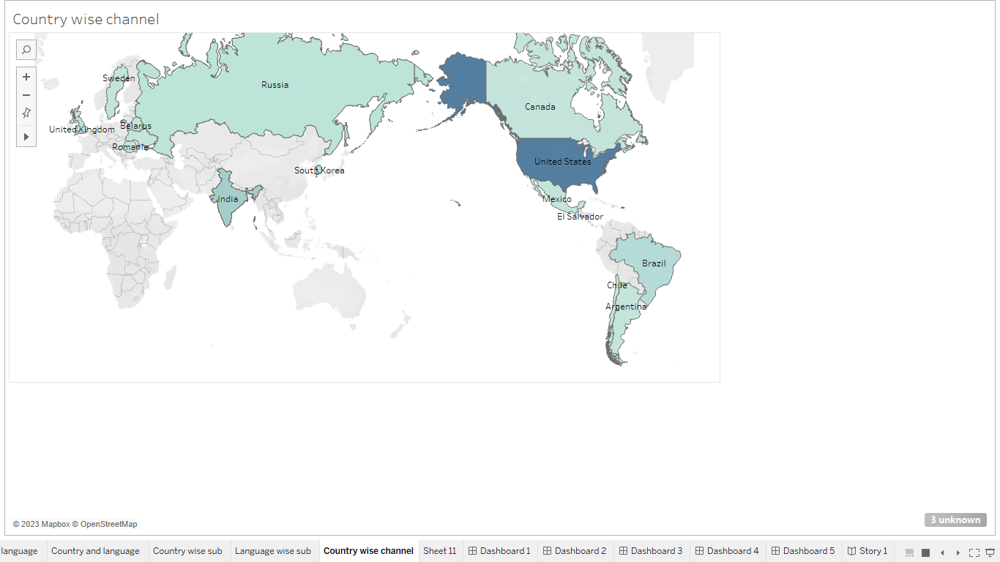 Country wise channel
Sweden
Russia
Canada
United Kingdom
Belarus
Romania
United States
South Korea
India
Mexico
El Salvador
Brazil
Chile
Argentina
© 2023 Mapbox © OpenStreetMap
3 unknown
language Country and language Country wise sub Language wise sub Country wise channel Sheet 11 Dashboard 1 Dashboard 2 Dashboard 3 Dashboard 4 Dashboard 5 Story 1